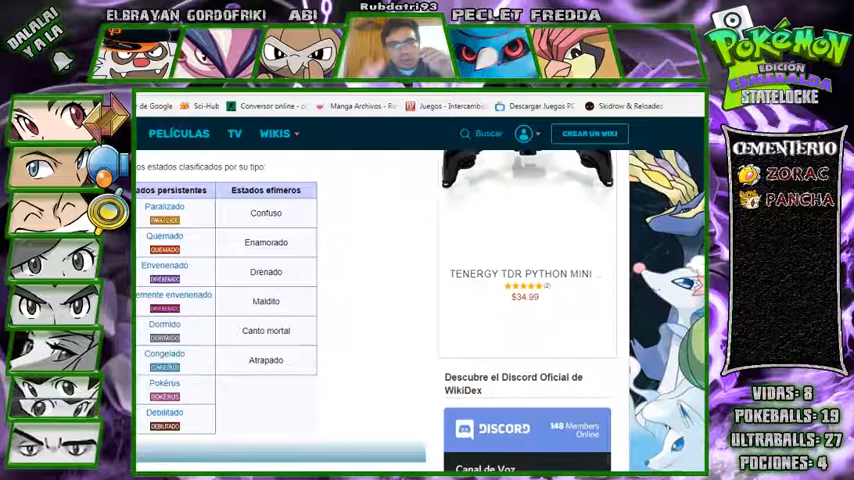 Rubdatri93
ELBRAYAN GORDOFRIKI ABI PECLET FREDDA
DALALAI
Y A LA
POKéMON
EDICIÓN
ESMERALDA
STATELOCKE
de Google Sci-Hub Conversor online - Manga Archivos - Juegos - Intercambi Descargar Juegos PC Skidrow & Reloaded
PELÍCULAS TV WIKIS Buscar CREAR UN WIKI
os estados clasificados por su tipo:
ados persistentes Estados efímeros
Paralizado
PARALIZADO
Confuso
Quemado
QUEMADO
Enamorado
Envenenado
ENVENENADO
Drenado
emente envenenado
ENVENENADO
Maldito
Dormido
DORMIDO
Canto mortal
Congelado
CONGELADO
Atrapado
Pokérus
POKÉRUS
Debilitado
DEBILITADO
TENERGY TDR PYTHON MINI ...
(2)
$34.99
Descubre el Discord Oficial de
WikiDex
DISCORD 148 Members
Online
Canal de Voz
CEMENTERIO
ZORAC
PANCHA
VIDAS: 8
POKEBALLS: 19
ULTRABALLS: 27
POCIONES: 4